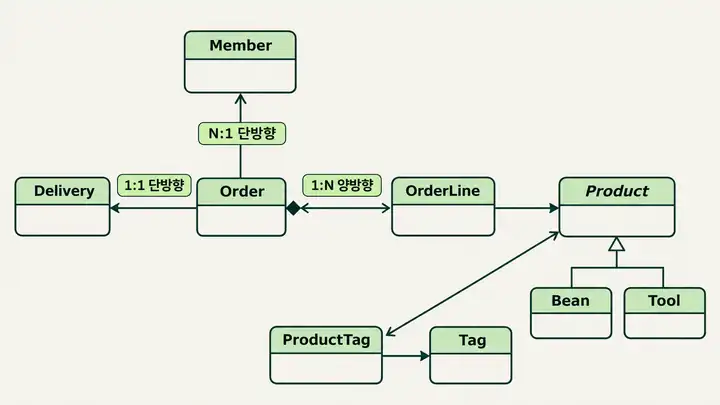 Member
N:1 단방향
Delivery
1:1 단방향
Order
1:N 양방향
OrderLine
Product
Bean
Tool
ProductTag
Tag